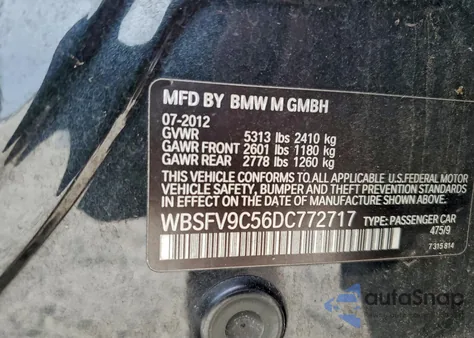 MFD BY BMW M GMBH
07-2012
GVWR 5313 lbs 2410 kg
GAWR FRONT 2601 lbs 1180 kg
GAWR REAR 2778 lbs 1260 kg
THIS VEHICLE CONFORMS TO ALL APPLICABLE U.S.FEDERAL MOTOR
VEHICLE SAFETY, BUMPER AND THEFT PREVENTION STANDARDS
IN EFFECT ON THE DATE OF MANUFACTURE SHOWN ABOVE.
WBSFV9C56DC772717 TYPE: PASSENGER CAR
475/9
7 315 814
autoSnap